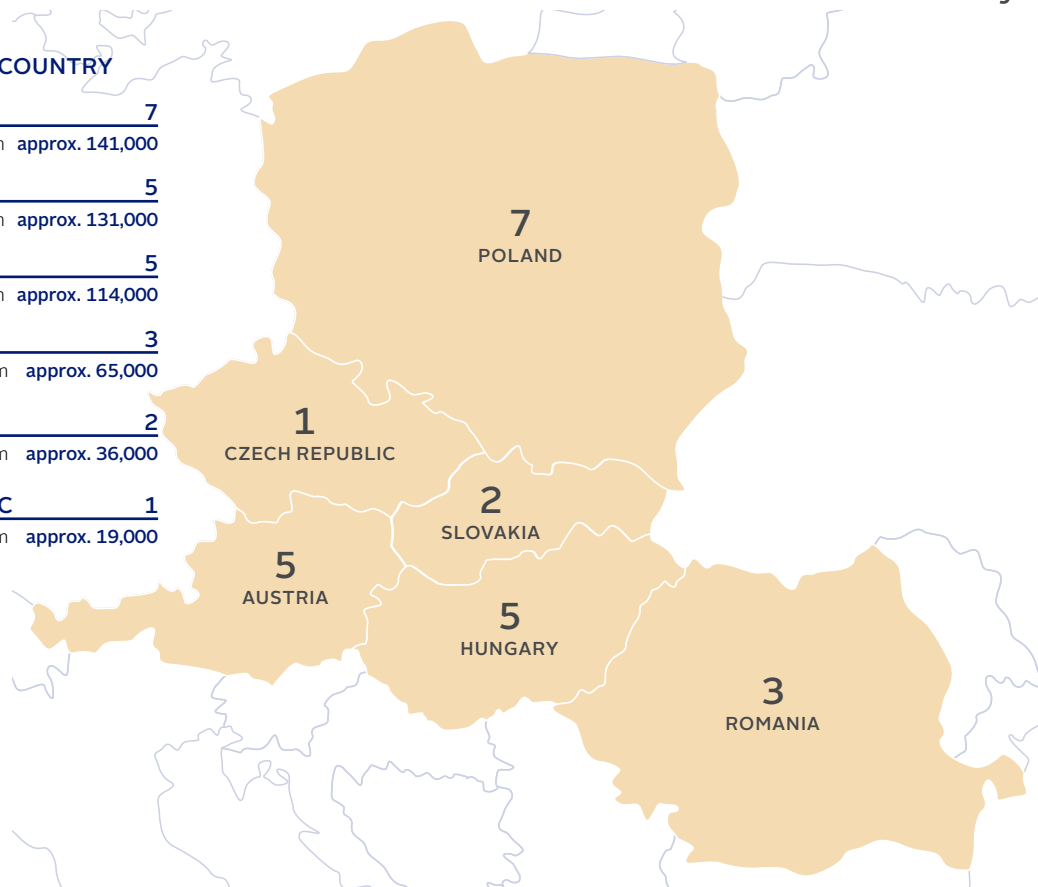 COUNTRY
7
approx. 141,000
5
approx. 131,000
5
approx. 114,000
3
m approx. 65,000
2
m approx. 36,000
C 1
m approx. 19,000
7
POLAND
1
CZECH REPUBLIC
2
SLOVAKIA
5
AUSTRIA
5
HUNGARY
3
ROMANIA